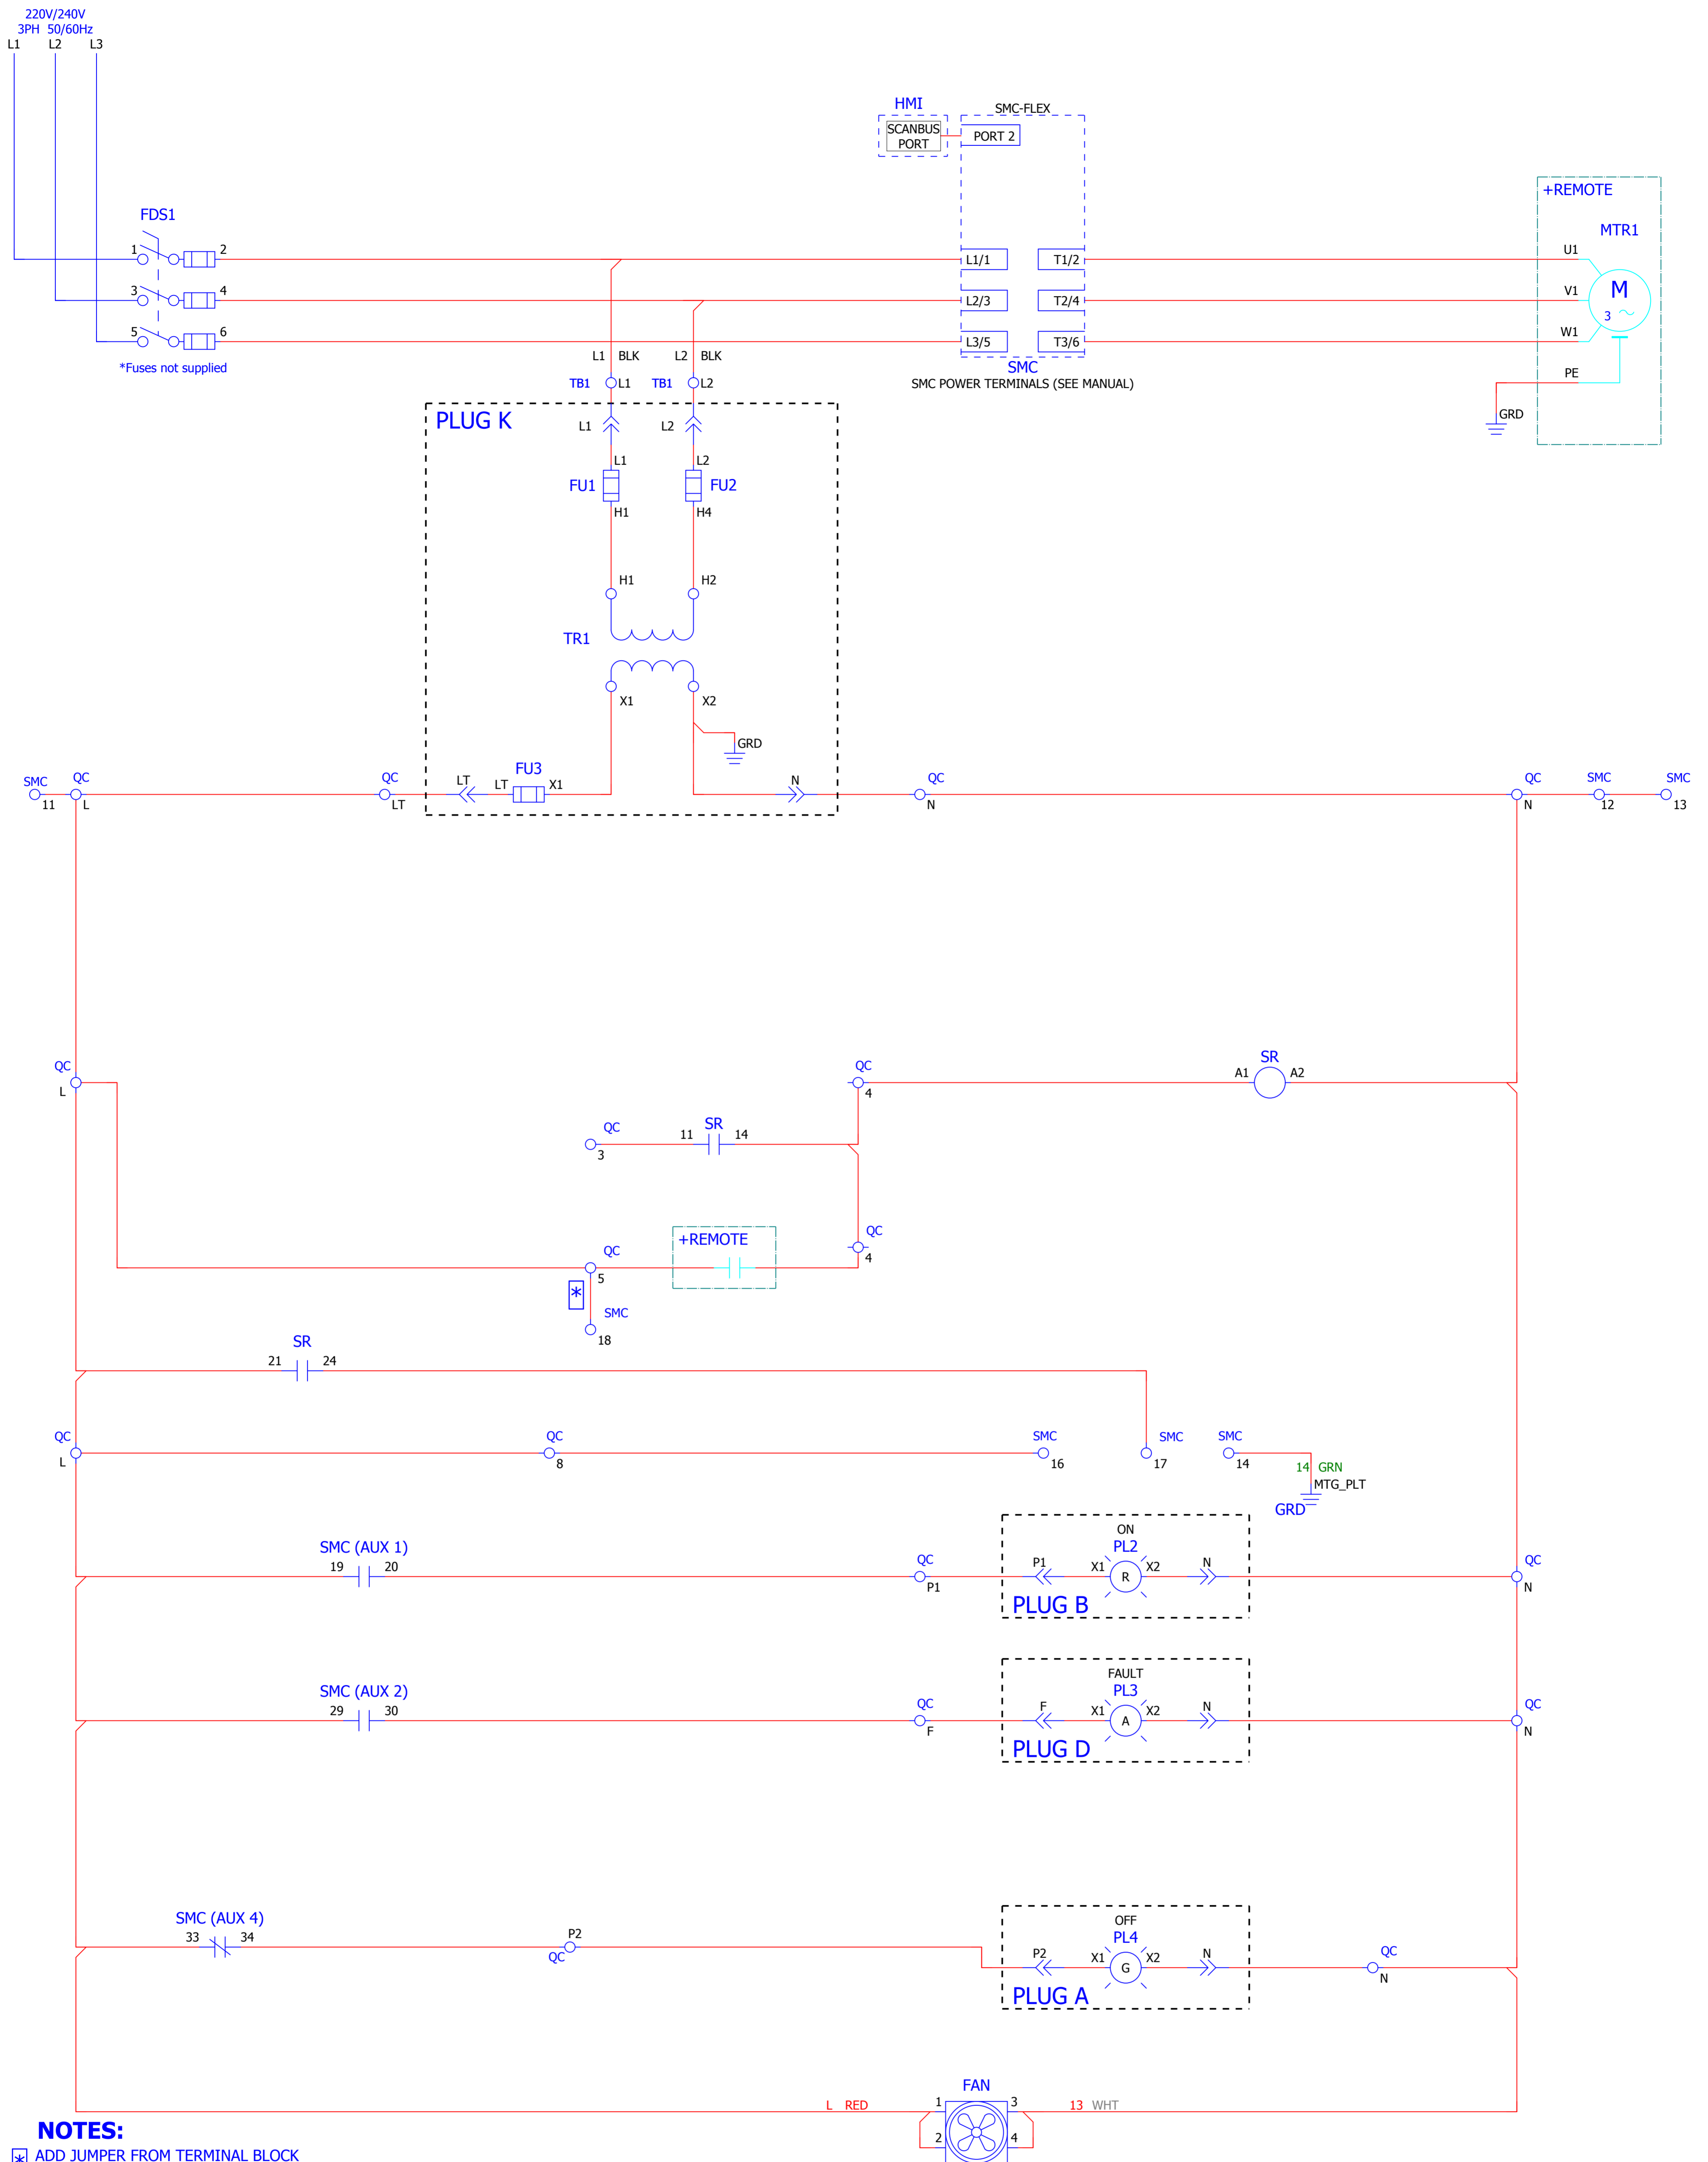 220V/240V
3PH 50/60Hz
L1 L2 L3
HMI
SCANBUS
PORT
SMC-FLEX
PORT 2
+REMOTE
MTR1
FDS1
1 2
3 4
5 6
*Fuses not supplied
L1/1 T1/2
L2/3 T2/4
L3/5 T3/6
SMC
SMC POWER TERMINALS (SEE MANUAL)
U1
V1
W1
PE
M
3
GRD
L1 BLK L2 BLK
TB1 L1 TB1 L2
PLUG K
L1 L2
L1 L2
FU1 FU2
H1 H4
H1 H2
TR1
X1 X2
GRD
SMC QC QC LT LT FU3 X1 N QC QC SMC SMC
11 L LT N N 12 13
QC QC SR
L 4 A1 A2
QC 11 SR 14
3
+REMOTE
QC QC
5 4
*
SMC
18
SR
21 24
QC QC SMC SMC SMC
L 8 16 17 14
14 GRN
MTG_PLT
GRD
SMC (AUX 1)
19 20
QC
P1
ON
PL2
P1 X1 R X2 N
PLUG B
QC
N
SMC (AUX 2)
29 30
QC
F
FAULT
PL3
F X1 A X2 N
PLUG D
QC
N
SMC (AUX 4)
33 34
P2
QC
OFF
PL4
P2 X1 G X2 N
PLUG A
QC
N
FAN
L RED 1 3 13 WHT
2 4
NOTES:
* ADD JUMPER FROM TERMINAL BLOCK